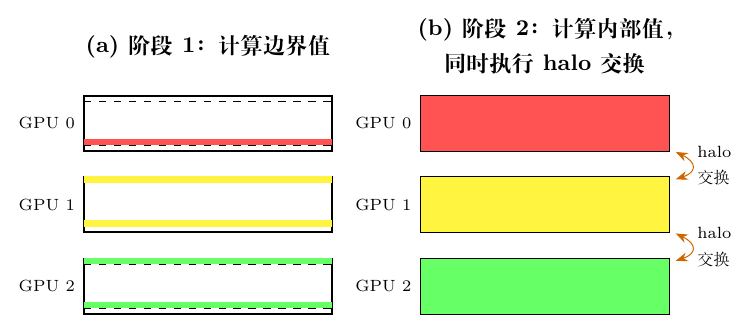 (a) 阶段 1：计算边界值
(b) 阶段 2：计算内部值，
同时执行 halo 交换
GPU 0
GPU 1
GPU 2
GPU 0
GPU 1
GPU 2
halo
交换
halo
交换